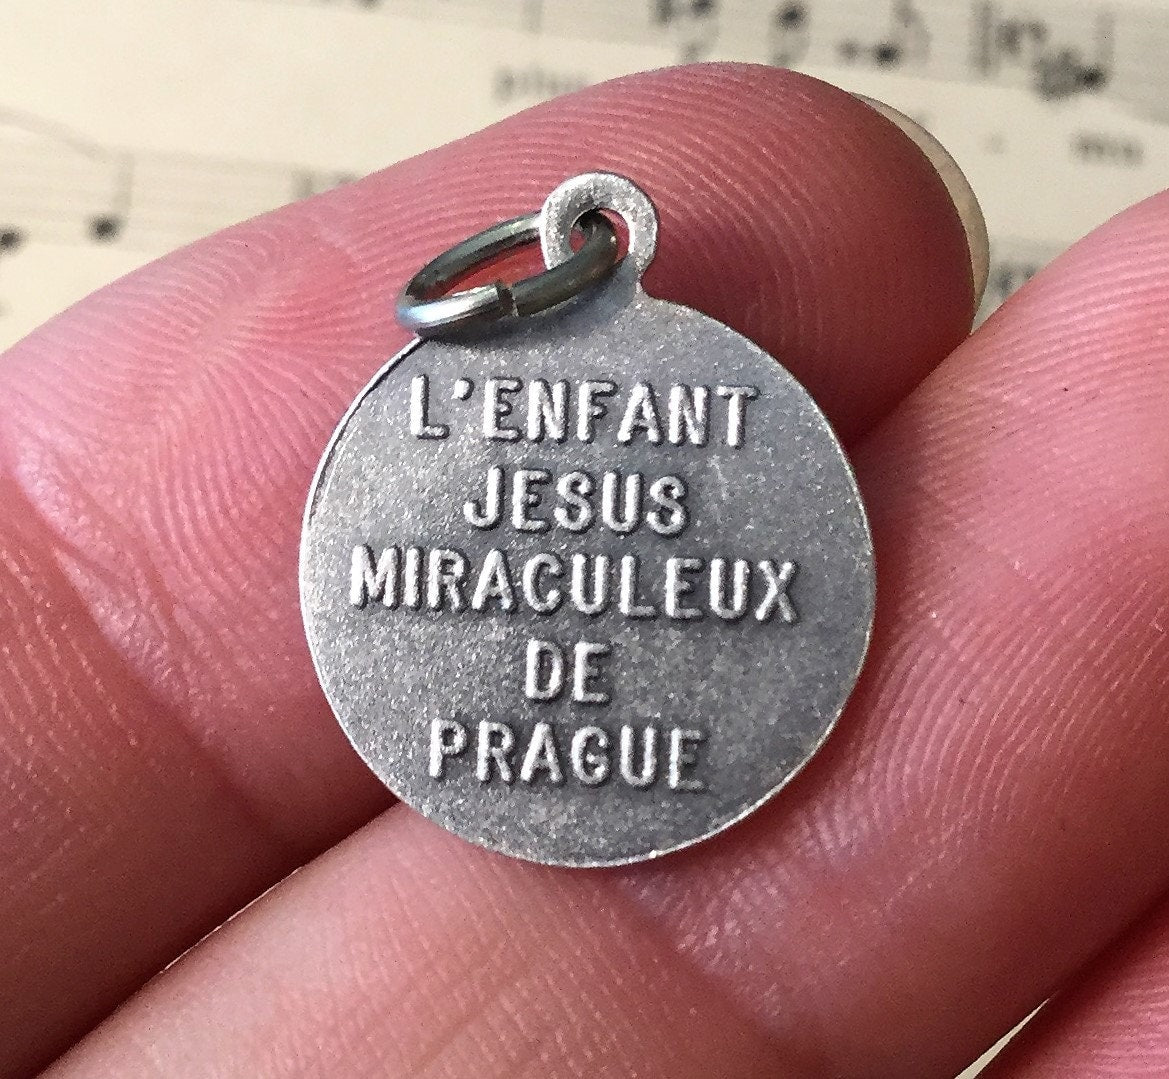 L'ENFANT
JESUS
MIRACULEUX
DE
PRAGUE